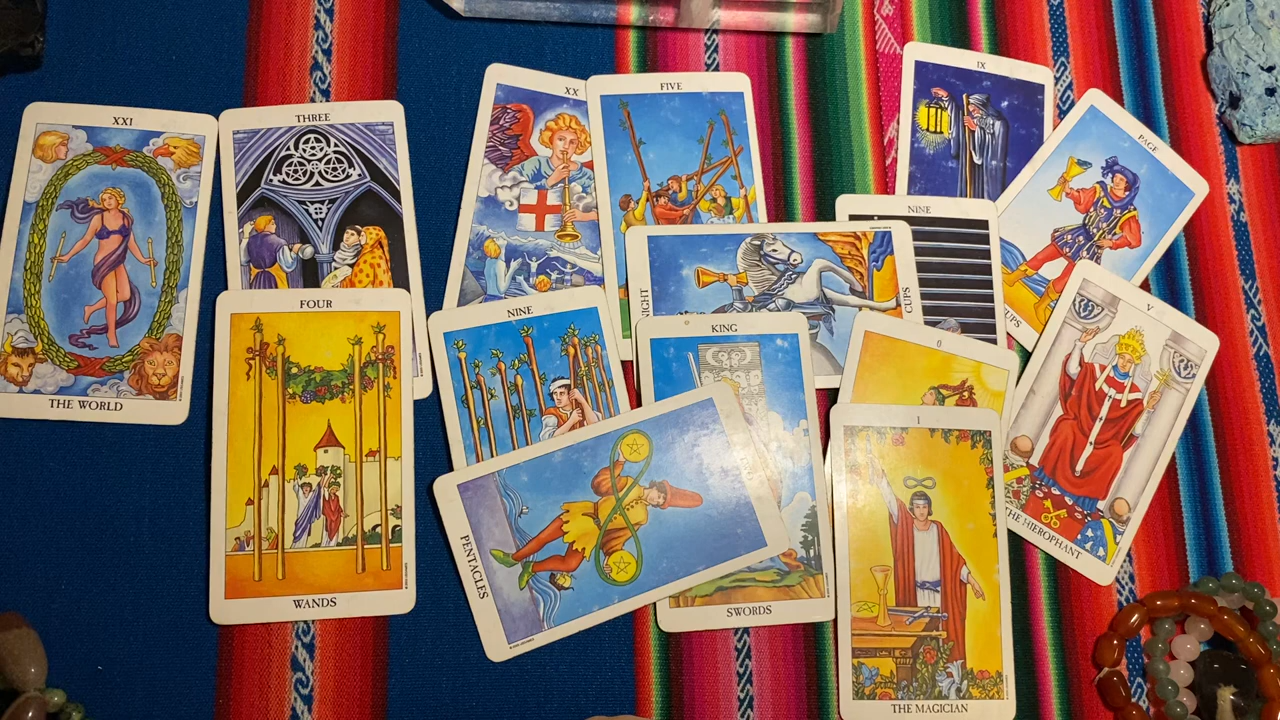 XXI
THE WORLD
THREE
FOUR
WANDS
XX
FIVE
NIGHT
CUPS
NINE
KING
SWORDS
PENTACLES
IX
PAGE
CUPS
NINE
0
I
THE MAGICIAN
V
THE HIEROPHANT